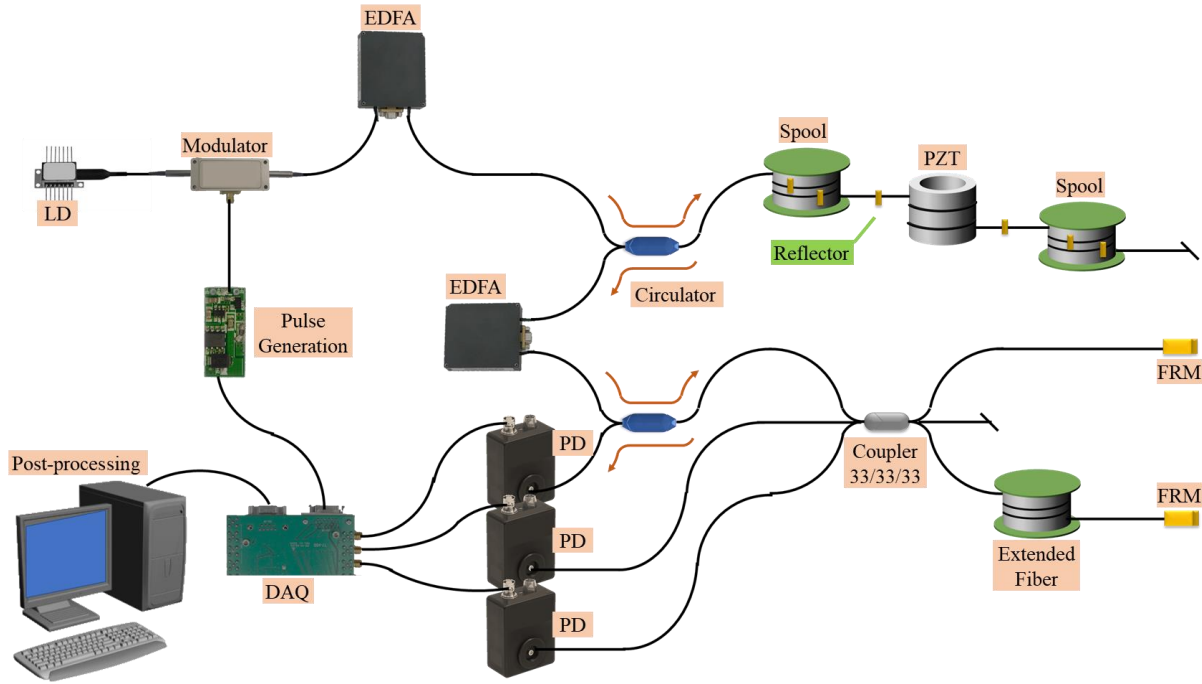 EDFA
Modulator
LD
Spool
PZT
Spool
Reflector
Circulator
EDFA
Pulse
Generation
FRM
PD
Coupler
33/33/33
Post-processing
PD
FRM
Extended
Fiber
DAQ
PD